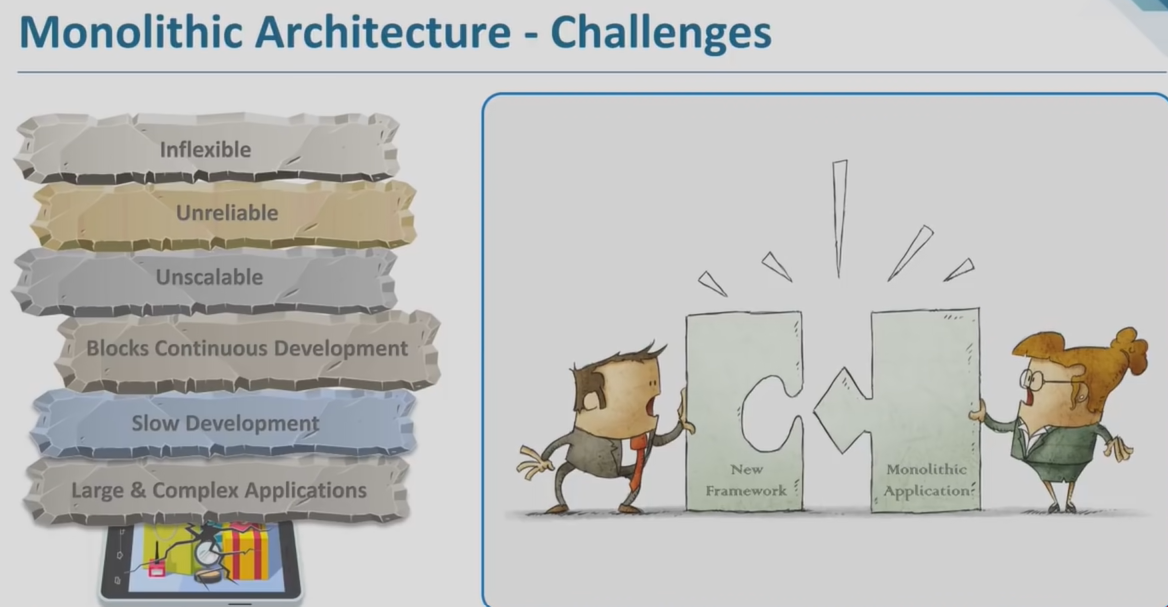 Monolithic Architecture - Challenges
Inflexible
Unreliable
Unscalable
Blocks Continuous Development
Slow Development
Large & Complex Applications
New
Framework
Monolithic
Application